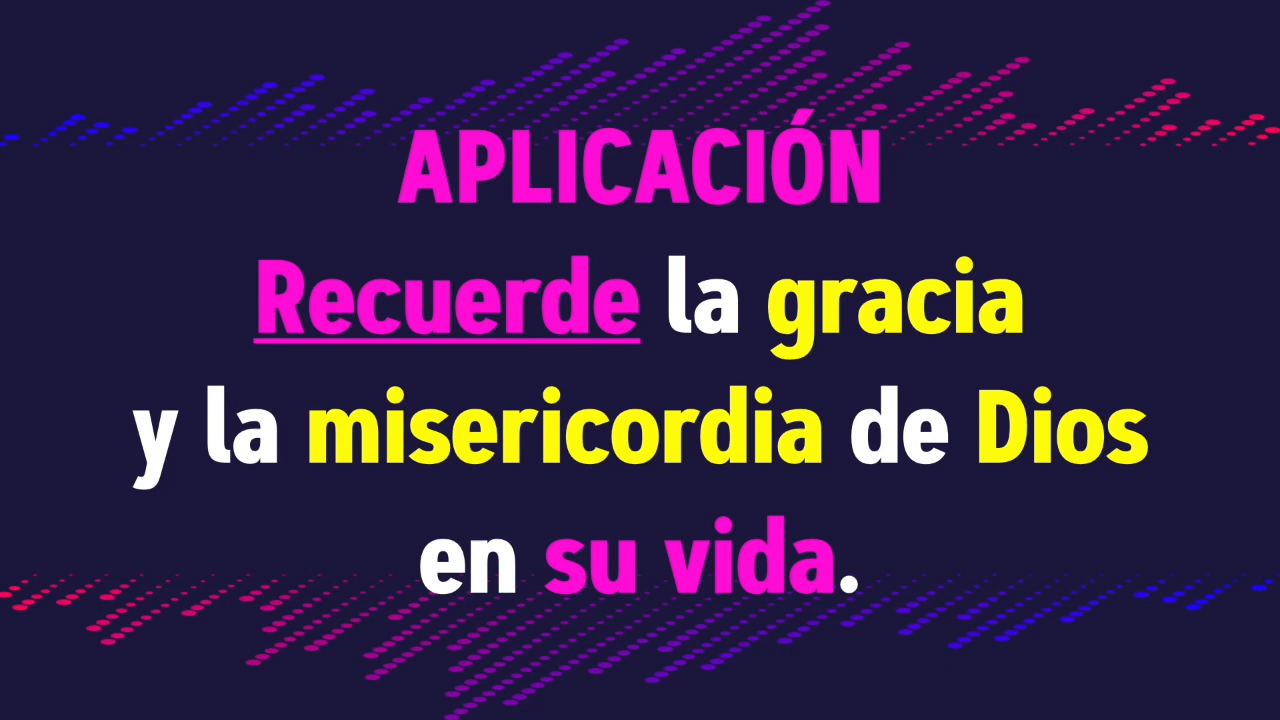 APLICACIÓN
Recuerde la gracia
y la misericordia de Dios
en su vida.